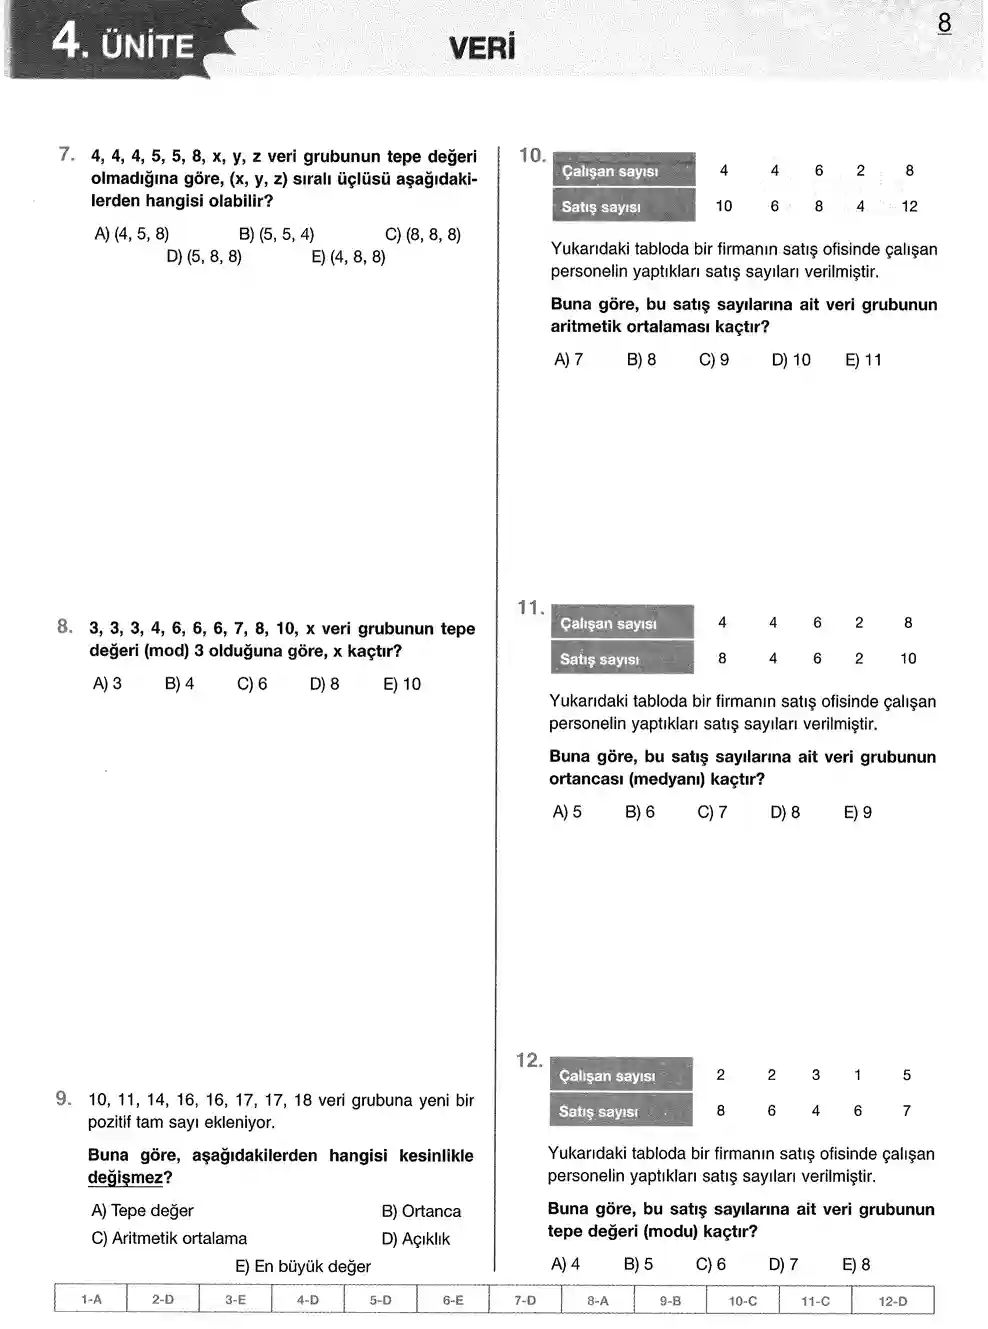 4. ÜNİTE
VERİ
8
7. 4, 4, 4, 5, 5, 8, x, y, z veri grubunun tepe değeri
olmadığına göre, (x, y, z) sıralı üçlüsü aşağıdaki-
lerden hangisi olabilir?
A) (4, 5, 8) B) (5, 5, 4) C) (8, 8, 8)
D) (5, 8, 8) E) (4, 8, 8)
8. 3, 3, 3, 4, 6, 6, 6, 7, 8, 10, x veri grubunun tepe
değeri (mod) 3 olduğuna göre, x kaçtır?
A) 3 B) 4 C) 6 D) 8 E) 10
9. 10, 11, 14, 16, 16, 17, 17, 18 veri grubuna yeni bir
pozitif tam sayı ekleniyor.
Buna göre, aşağıdakilerden hangisi kesinlikle
değişmez?
A) Tepe değer B) Ortanca
C) Aritmetik ortalama D) Açıklık
E) En büyük değer
10. Çalışan sayısı 4 4 6 2 8
Satış sayısı 10 6 8 4 12
Yukarıdaki tabloda bir firmanın satış ofisinde çalışan
personelin yaptıkları satış sayıları verilmiştir.
Buna göre, bu satış sayılarına ait veri grubunun
aritmetik ortalaması kaçtır?
A) 7 B) 8 C) 9 D) 10 E) 11
11. Çalışan sayısı 4 4 6 2 8
Satış sayısı 8 4 6 2 10
Yukarıdaki tabloda bir firmanın satış ofisinde çalışan
personelin yaptıkları satış sayıları verilmiştir.
Buna göre, bu satış sayılarına ait veri grubunun
ortancası (medyanı) kaçtır?
A) 5 B) 6 C) 7 D) 8 E) 9
12. Çalışan sayısı 2 2 3 1 5
Satış sayısı 8 6 4 6 7
Yukarıdaki tabloda bir firmanın satış ofisinde çalışan
personelin yaptıkları satış sayıları verilmiştir.
Buna göre, bu satış sayılarına ait veri grubunun
tepe değeri (modu) kaçtır?
A) 4 B) 5 C) 6 D) 7 E) 8
1-A 2-D 3-E 4-D 5-D 6-E 7-D 8-A 9-B 10-C 11-C 12-D